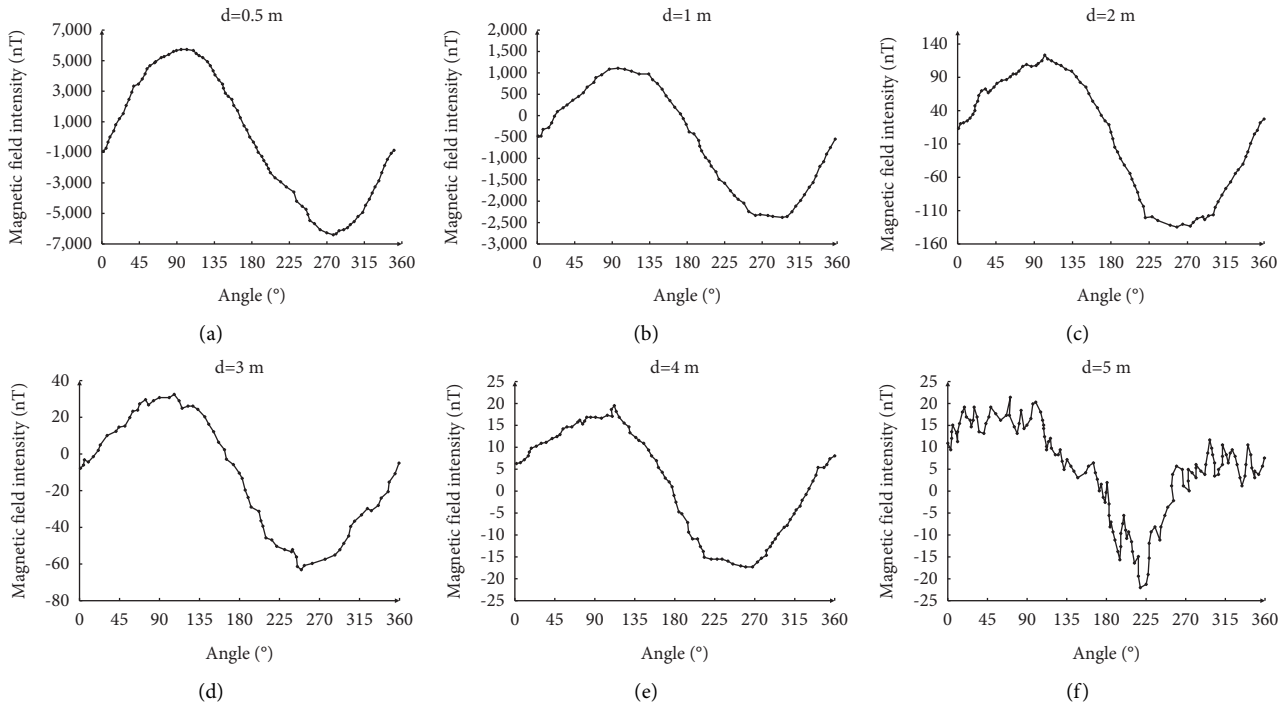 d=0.5 m
Magnetic field intensity (nT)
7,000
5,000
3,000
1,000
-1,000
-3,000
-5,000
-7,000
0 45 90 135 180 225 270 315 360
Angle (°)
(a)
d=1 m
Magnetic field intensity (nT)
2,000
1,500
1,000
500
0
-500
-1,000
-1,500
-2,000
-2,500
-3,000
0 45 90 135 180 225 270 315 360
Angle (°)
(b)
d=2 m
Magnetic field intensity (nT)
140
90
40
-10
-60
-110
-160
0 45 90 135 180 225 270 315 360
Angle (°)
(c)
d=3 m
Magnetic field intensity (nT)
40
20
0
-20
-40
-60
-80
0 45 90 135 180 225 270 315 360
Angle (°)
(d)
d=4 m
Magnetic field intensity (nT)
25
20
15
10
5
0
-5
-10
-15
-20
-25
0 45 90 135 180 225 270 315 360
Angle (°)
(e)
d=5 m
Magnetic field intensity (nT)
25
20
15
10
5
0
-5
-10
-15
-20
-25
0 45 90 135 180 225 270 315 360
Angle (°)
(f)